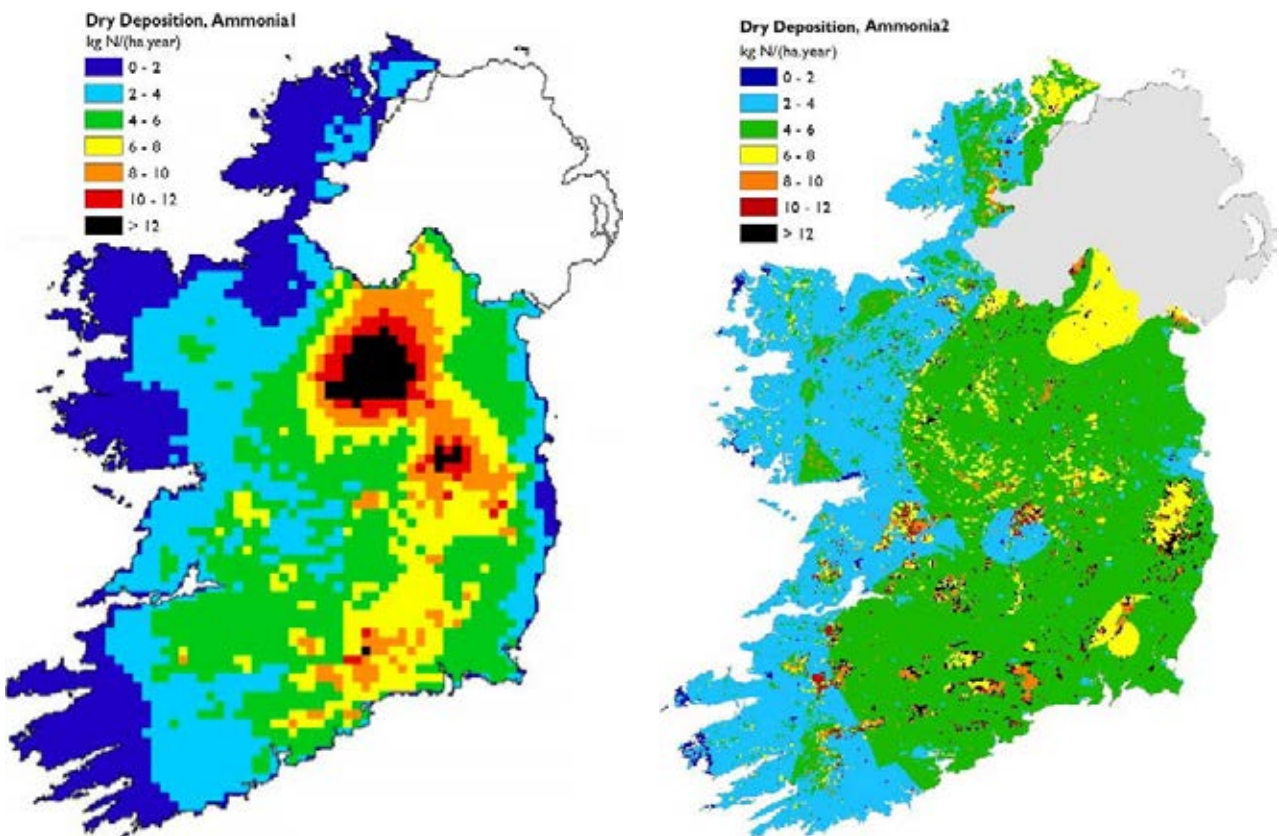 Dry Deposition, Ammonia1
kg N/(ha.year)
0 - 2
2 - 4
4 - 6
6 - 8
8 - 10
10 - 12
> 12
Dry Deposition, Ammonia2
kg N/(ha.year)
0 - 2
2 - 4
4 - 6
6 - 8
8 - 10
10 - 12
> 12